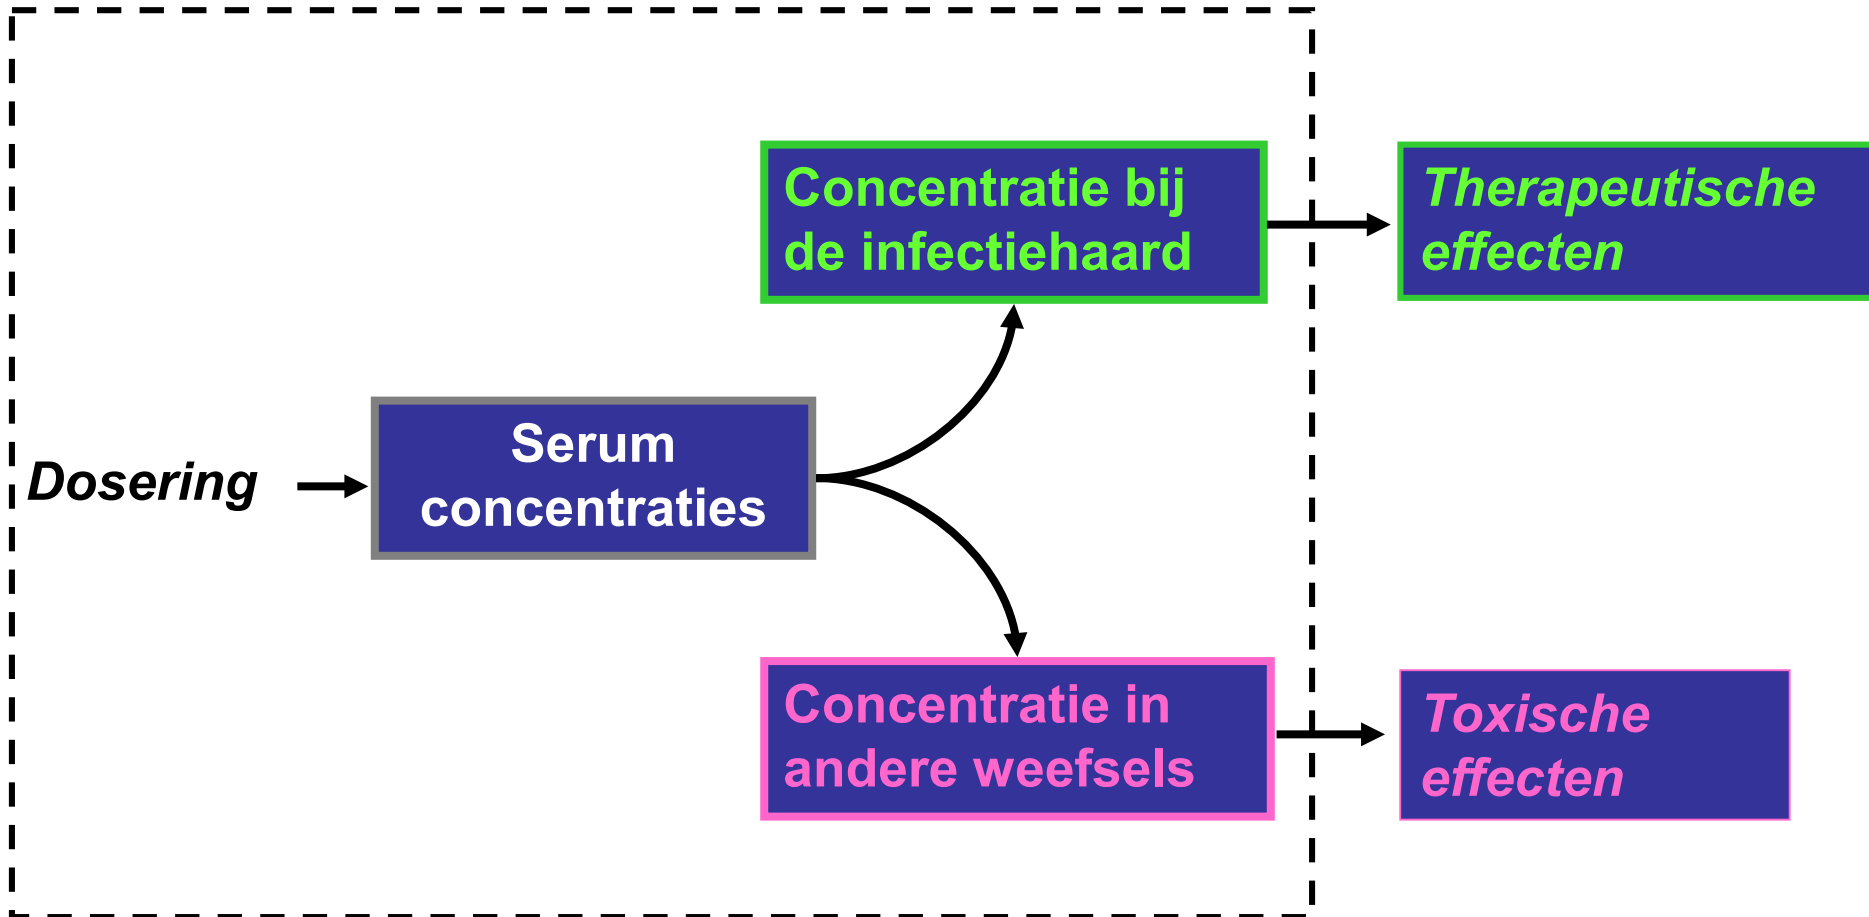 Concentratie bij
de infectiehaard
Therapeutische
effecten
Dosering
Serum
concentraties
Concentratie in
andere weefsels
Toxische
effecten